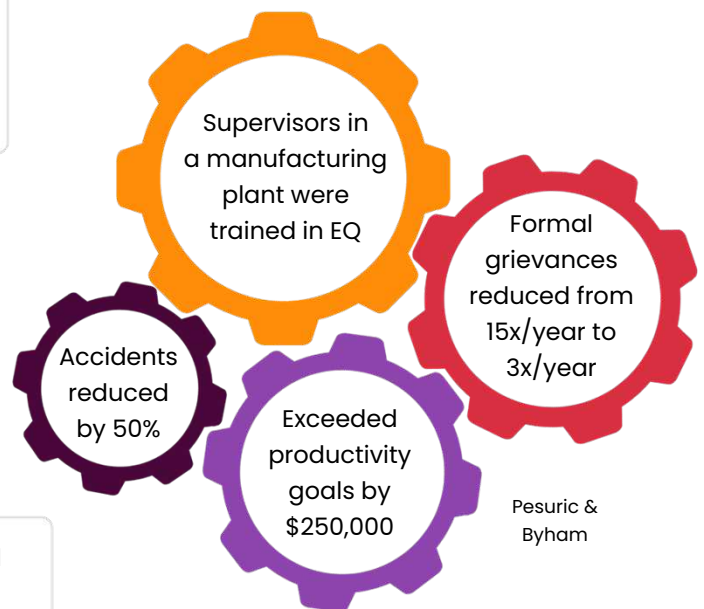 Supervisors in
a manufacturing
plant were
trained in EQ
Formal
grievances
reduced from
15x/year to
3x/year
Accidents
reduced
by 50%
Exceeded
productivity
goals by
$250,000
Pesuric &
Byham